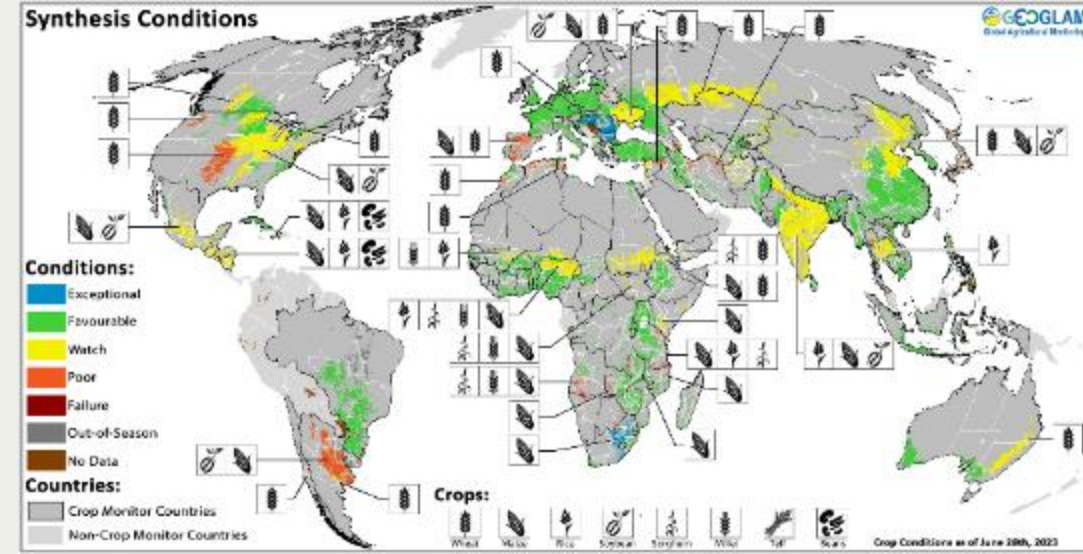 Synthesis Conditions
GEOGLAM
Conditions:
Exceptional
Favourable
Watch
Poor
Failure
Out-of-Season
No Data
Countries:
Crop Monitor Countries
Non-Crop Monitor Countries
Crops:
Wheat Maize Rice Soybean Sorghum Millet Teff Beans
Crop Conditions as of June 28th, 2023